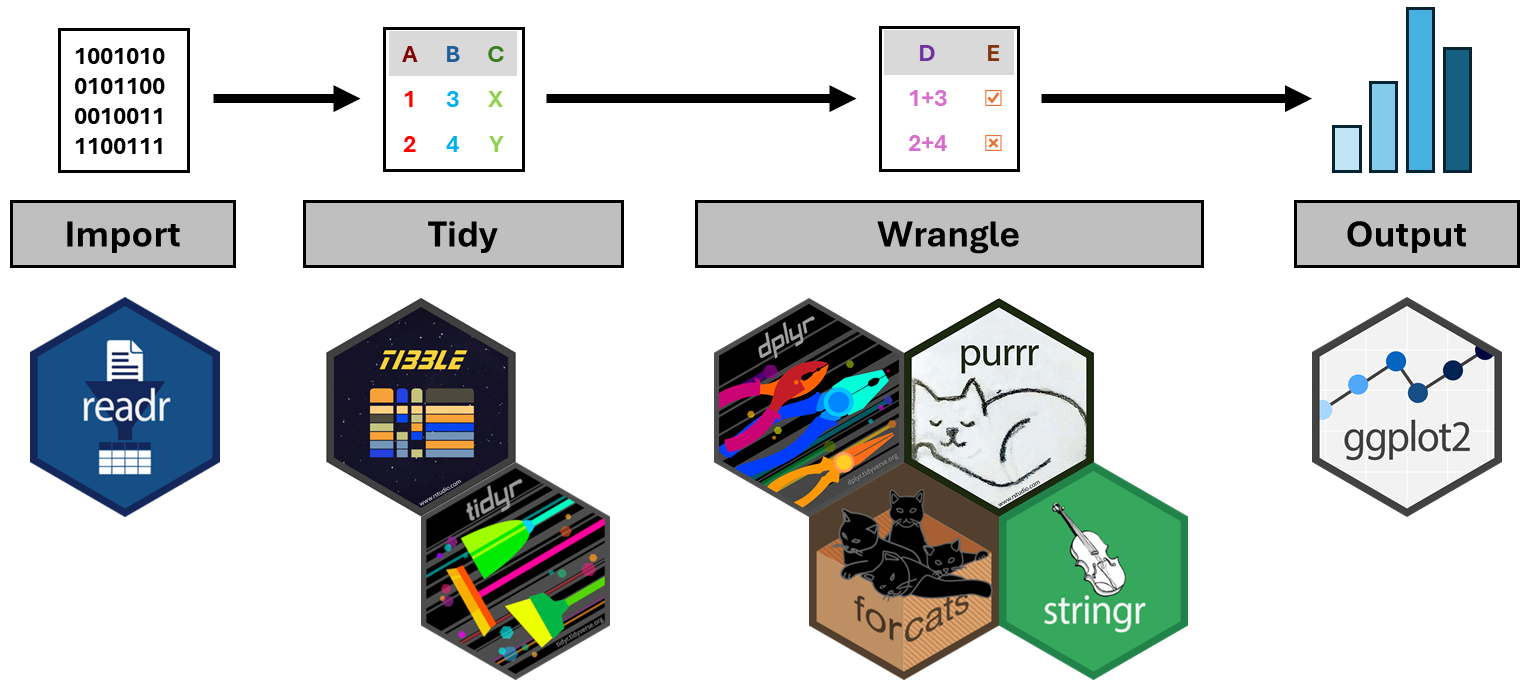 1001010
0101100
0010011
1100111
A B C
1 3 X
2 4 Y
D E
1+3
2+4
Import
Tidy
Wrangle
Output
readr
TIBBLE
www.rstudio.com
tidyr
tidyr.tidyverse.org
dplyr
dplyr.tidyverse.org
purrr
www.rstudio.com
forcats
stringr
ggplot2